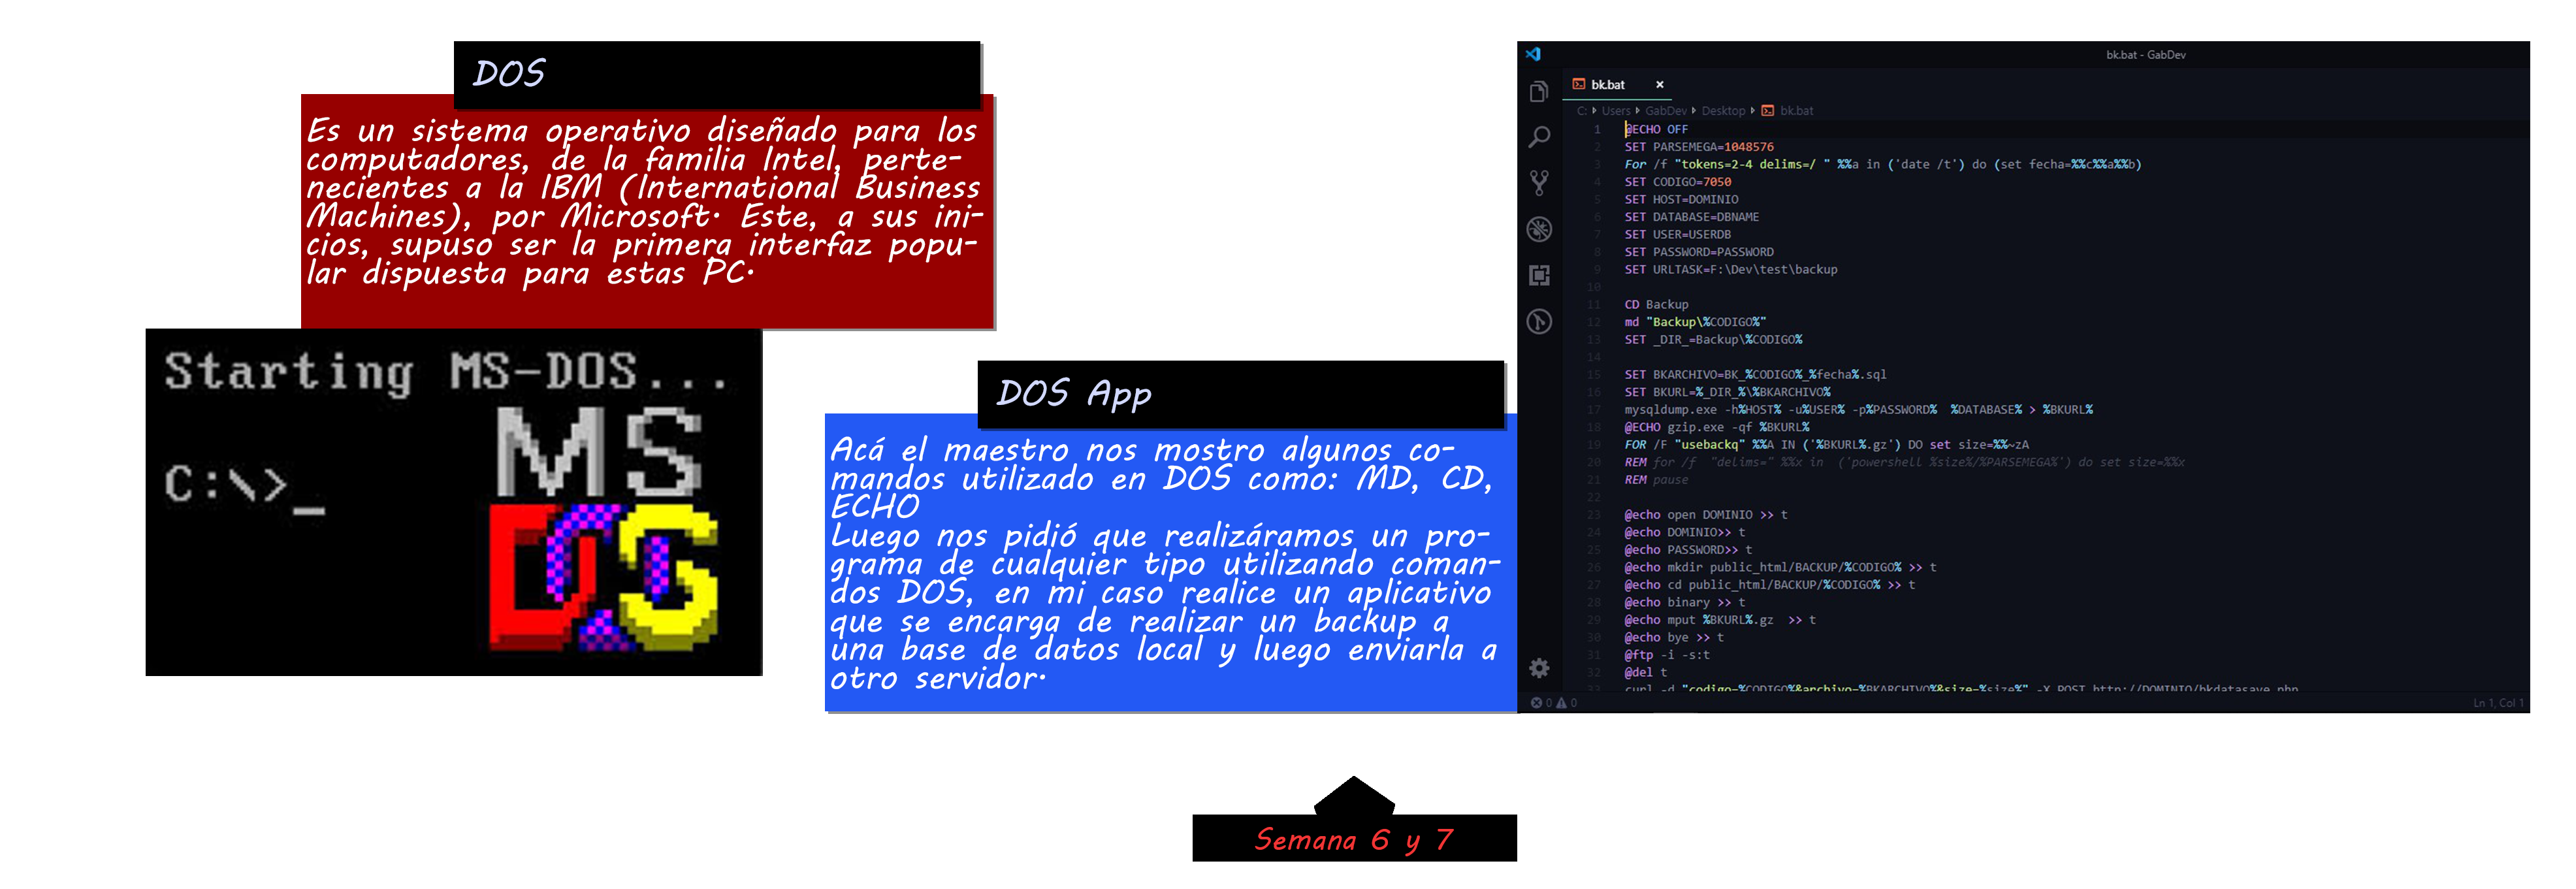 DOS
Es un sistema operativo diseñado para los
computadores, de la familia Intel, perte-
necientes a la IBM (International Business
Machines), por Microsoft. Este, a sus ini-
cios, supuso ser la primera interfaz popu-
lar dispuesta para estas PC.
Starting MS-DOS...
C:\>_
MS
DOS
DOS App
Acá el maestro nos mostro algunos co-
mandos utilizado en DOS como: MD, CD,
ECHO
Luego nos pidió que realizáramos un pro-
grama de cualquier tipo utilizando coman-
dos DOS, en mi caso realice un aplicativo
que se encarga de realizar un backup a
una base de datos local y luego enviarla a
otro servidor.
bk.bat - GabDev
bk.bat
C: Users GabDev Desktop bk.bat
1 @ECHO OFF
2 SET PARSEMEGA=1048576
3 For /f "tokens=2-4 delims=/ " %%a in ('date /t') do (set fecha=%%c%%a%%b)
4 SET CODIGO=7050
5 SET HOST=DOMINIO
6 SET DATABASE=DBNAME
7 SET USER=USERDB
8 SET PASSWORD=PASSWORD
9 SET URLTASK=F:\Dev\test\backup
10
11 CD Backup
12 md "Backup\%CODIGO%"
13 SET _DIR_=Backup\%CODIGO%
14
15 SET BKARCHIVO=BK_%CODIGO%_%fecha%.sql
16 SET BKURL=%_DIR_%\%BKARCHIVO%
17 mysqldump.exe -h%HOST% -u%USER% -p%PASSWORD% %DATABASE% > %BKURL%
18 @ECHO gzip.exe -qf %BKURL%
19 FOR /F "usebackq" %%A IN ('%BKURL%.gz') DO set size=%%~zA
20 REM for /f "delims=" %%x in ('powershell %size%/%PARSEMEGA%') do set size=%%x
21 REM pause
22
23 @echo open DOMINIO >> t
24 @echo DOMINIO>> t
25 @echo PASSWORD>> t
26 @echo mkdir public_html/BACKUP/%CODIGO% >> t
27 @echo cd public_html/BACKUP/%CODIGO% >> t
28 @echo binary >> t
29 @echo mput %BKURL%.gz >> t
30 @echo bye >> t
31 @ftp -i -s:t
32 @del t
33 curl -d "codigo=%CODIGO%&archivo=%BKARCHIVO%&size=%size%" -X POST http://DOMINIO/bkdatasave.php
0 0
Ln 1, Col 1
Semana 6 y 7